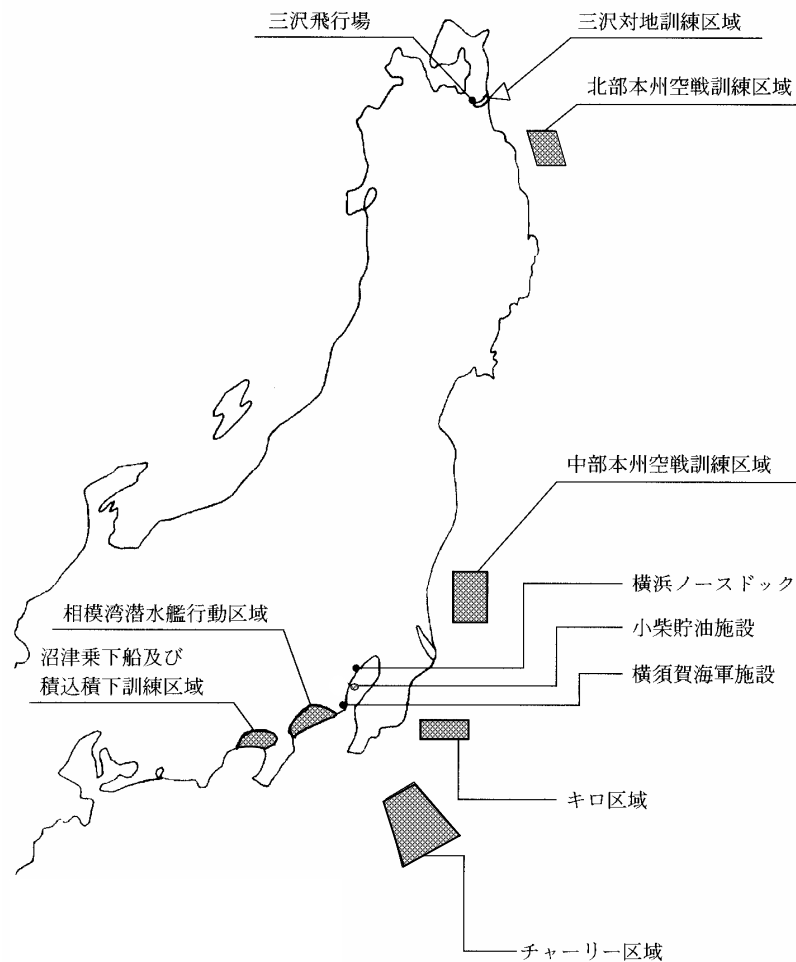 三沢飛行場
三沢対地訓練区域
北部本州空戦訓練区域
中部本州空戦訓練区域
横浜ノースドック
小柴貯油施設
横須賀海軍施設
相模湾潜水艦行動区域
沼津乗下船及び
積込積下訓練区域
キロ区域
チャーリー区域